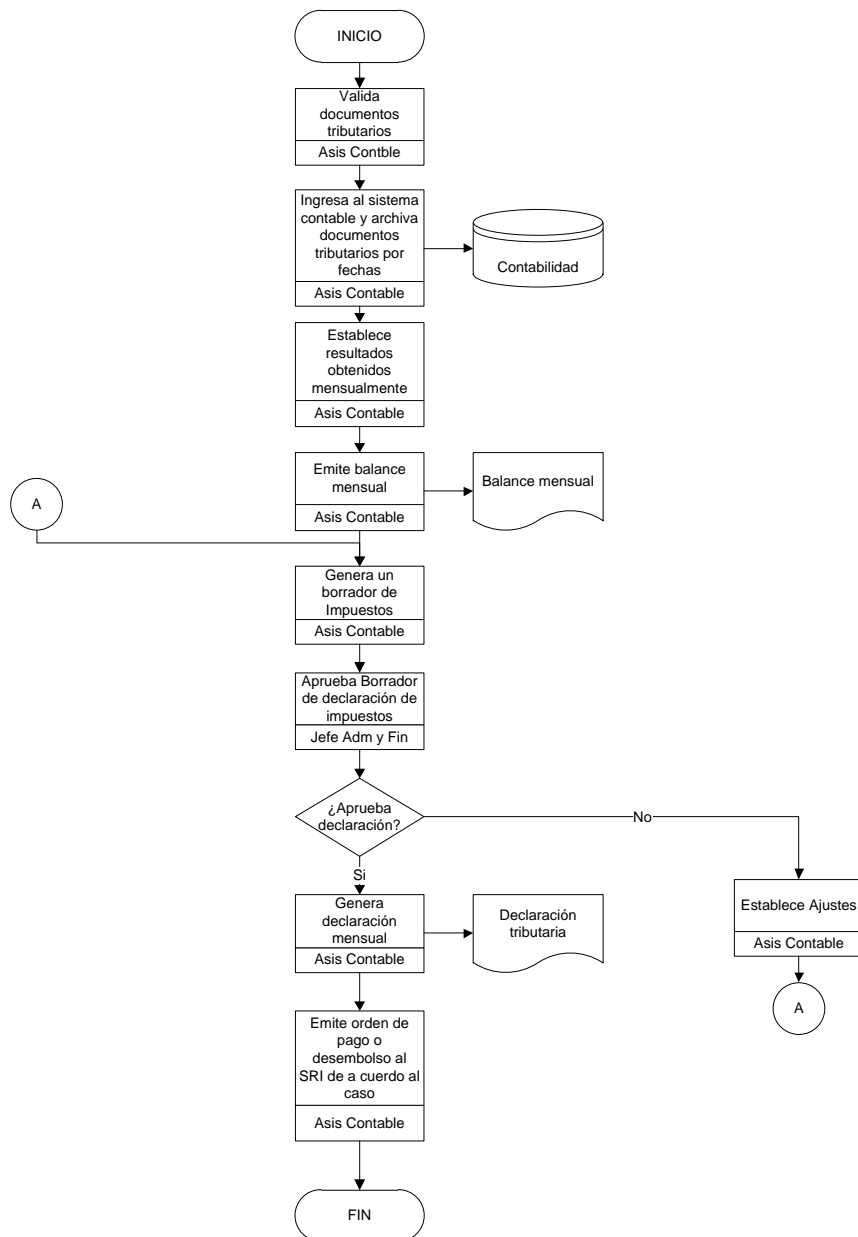 INICIO
Valida
documentos
tributarios
Asis Contble
Ingresa al sistema
contable y archiva
documentos
tributarios por
fechas
Asis Contable
Contabilidad
Establece
resultados
obtenidos
mensualmente
Asis Contable
Emite balance
mensual
Asis Contable
Balance mensual
A
Genera un
borrador de
Impuestos
Asis Contable
Aprueba Borrador
de declaración de
impuestos
Jefe Adm y Fin
¿Aprueba
declaración?
No
Si
Establece Ajustes
Asis Contable
A
Genera
declaración
mensual
Asis Contable
Declaración
tributaria
Emite orden de
pago o
desembolso al
SRI de a cuerdo al
caso
Asis Contable
FIN